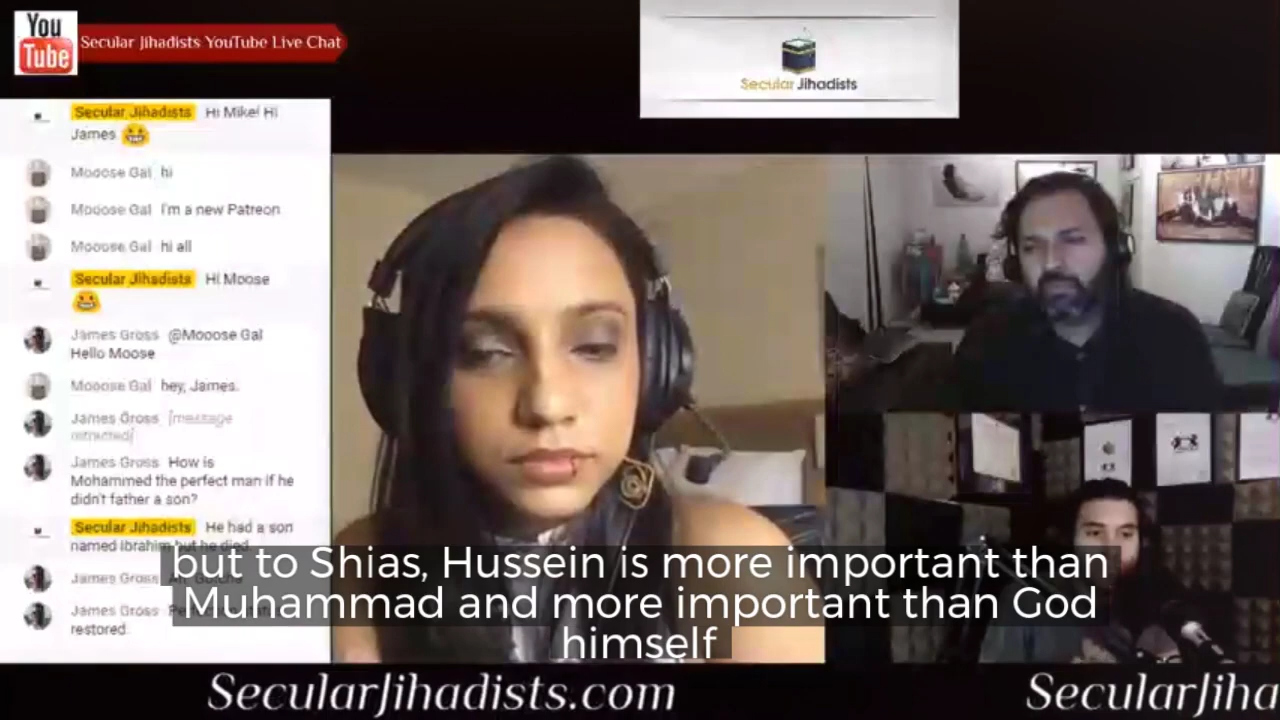 You
Tube
Secular Jihadists YouTube Live Chat
Secular Jihadists
Secular Jihadists Hi Mike! Hi
James
Mooose Gal hi
Mooose Gal I'm a new Patreon
Mooose Gal hi all
Secular Jihadists Hi Moose
James Gross @Mooose Gal
Hello Moose
Mooose Gal hey, James.
James Gross [message
retracted]
James Gross How is
Mohammed the perfect man if he
didn't father a son?
Secular Jihadists He had a son
named Ibrahim but he died
James Gross
James Gross
restored.
but to Shias, Hussein is more important than
Muhammad and more important than God
himself
SecularJihadists.com
SecularJiha